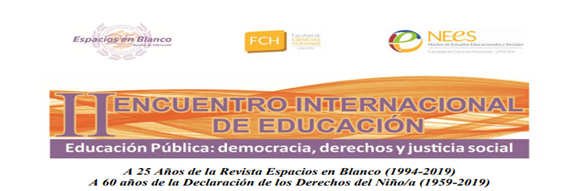 Espacios en Blanco
Revista de Educación
FCH
Facultad de
CIENCIAS
HUMANAS
UNICEN
NEES
Núcleo de Estudios Educacionales y Sociales
Facultad de Ciencias Humanas - UNICEN
II ENCUENTRO INTERNACIONAL
DE EDUCACIÓN
Educación Pública: democracia, derechos y justicia social
A 25 Años de la Revista Espacios en Blanco (1994-2019)
A 60 años de la Declaración de los Derechos del Niño/a (1959-2019)